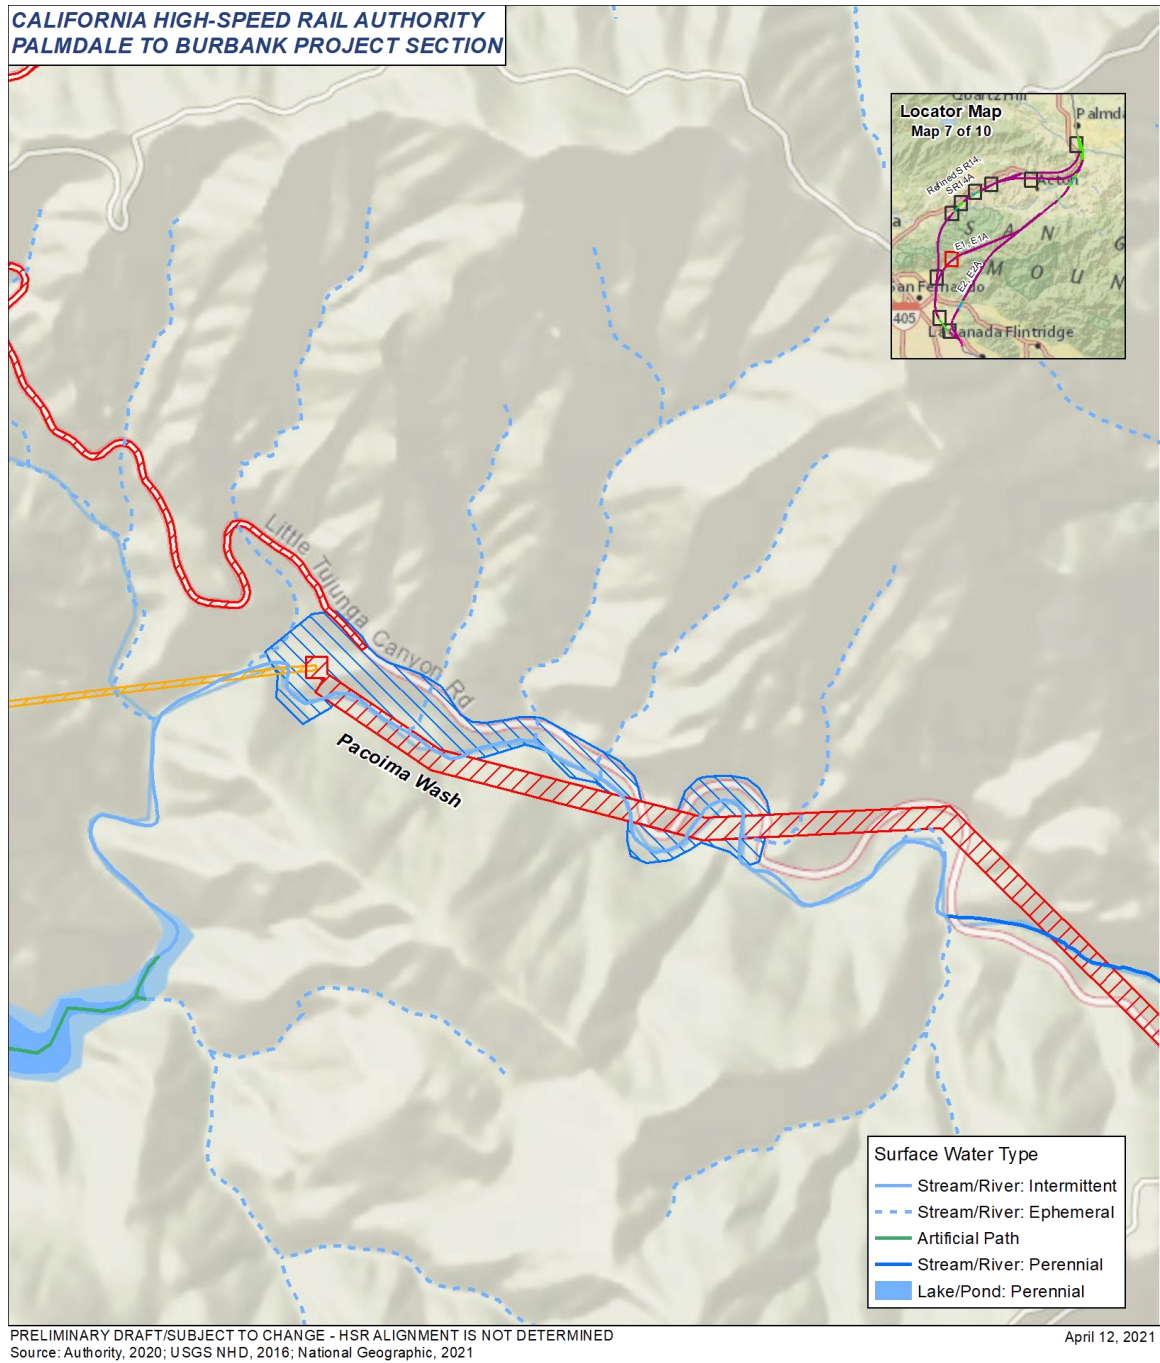 CALIFORNIA HIGH-SPEED RAIL AUTHORITY
PALMDALE TO BURBANK PROJECT SECTION
Locator Map
Map 7 of 10
Quartz Hill
Palmda
Refined SR14,
SR14A
Acton
a
S A N G
E1, E1A
M O U N
E2, E2A
San Fernando
405
La Canada Flintridge
Little Tujunga Canyon Rd
Pacoima Wash
Surface Water Type
Stream/River: Intermittent
Stream/River: Ephemeral
Artificial Path
Stream/River: Perennial
Lake/Pond: Perennial
PRELIMINARY DRAFT/SUBJECT TO CHANGE - HSR ALIGNMENT IS NOT DETERMINED
Source: Authority, 2020; USGS NHD, 2016; National Geographic, 2021
April 12, 2021